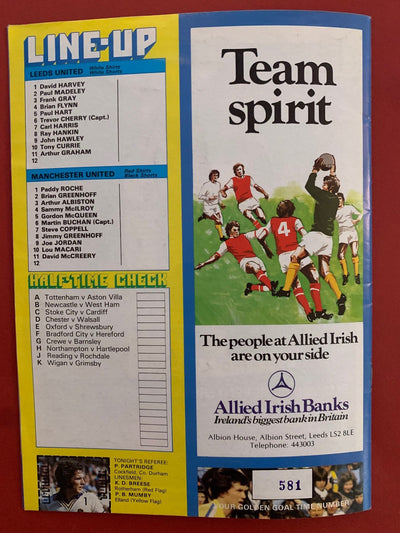 LINE-UP
LEEDS UNITED White Shirts
White Shorts
1 David HARVEY
2 Paul MADELEY
3 Frank GRAY
4 Brian FLYNN
5 Paul HART
6 Trevor CHERRY (Capt.)
7 Carl HARRIS
8 Ray HANKIN
9 John HAWLEY
10 Tony CURRIE
11 Arthur GRAHAM
12
MANCHESTER UNITED Red Shirts
Black Shorts
1 Paddy ROCHE
2 Brian GREENHOFF
3 Arthur ALBISTON
4 Sammy McILROY
5 Gordon McQUEEN
6 Martin BUCHAN (Capt.)
7 Steve COPPELL
8 Jimmy GREENHOFF
9 Joe JORDAN
10 Lou MACARI
11 David McCREERY
12
HALF-TIME CHECK
A Tottenham v Aston Villa
B Newcastle v West Ham
C Stoke City v Cardiff
D Chester v Walsall
E Oxford v Shrewsbury
F Bradford City v Hereford
G Crewe v Barnsley
H Northampton v Hartlepool
J Reading v Rochdale
K Wigan v Grimsby
TONIGHT'S REFEREE:
P. PARTRIDGE
Cockfield, Co. Durham
LINESMEN:
K. D. BREESE
Rotherham (Red Flag)
P. B. MUMBY
Elland (Yellow Flag)
1
Team
spirit
4
The people at Allied Irish
are on your side
Allied Irish Banks
Ireland's biggest bank in Britain
Albion House, Albion Street, Leeds LS2 8LE
Telephone: 443003
581
YOUR GOLDEN GOAL TIME NUMBER